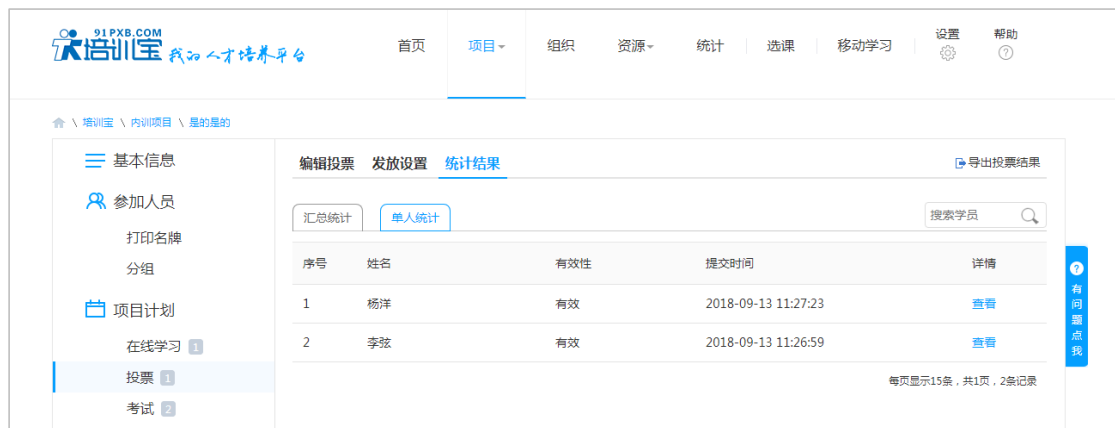 91PXB.COM
培训宝 我的人才培养平台
首页 项目 组织 资源 统计 选课 移动学习 设置 帮助
\ 培训宝 \ 内训项目 \ 是的是的
基本信息
参加人员
打印名牌
分组
项目计划
在线学习 1
投票 1
考试 2
编辑投票 发放设置 统计结果 导出投票结果
汇总统计 单人统计 搜索学员
序号 姓名 有效性 提交时间 详情
1 杨洋 有效 2018-09-13 11:27:23 查看
2 李弦 有效 2018-09-13 11:26:59 查看
每页显示15条，共1页，2条记录
? 有问题点我